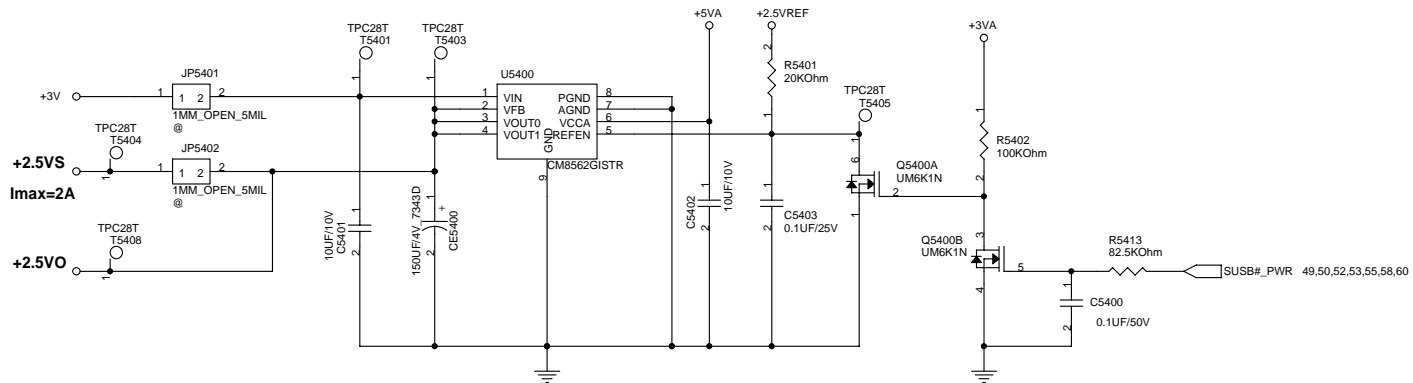 +5VA
+2.5VREF
+3VA
TPC28T
T5401
TPC28T
T5403
JP5401
U5400
R5401
20KOhm
+3V
1
1 2
2
1MM_OPEN_5MIL
@
1
1
1 VIN
2 VFB
3 VOUT0
4 VOUT1
PGND 8
AGND 7
VCCA 6
REFEN 5
GND
9
CM8562GISTR
2
1
TPC28T
T5405
1
1
R5402
100KOhm
2
TPC28T
T5404
+2.5VS
1
1
JP5402
1 2
2
1MM_OPEN_5MIL
@
Imax=2A
Q5400A
UM6K1N
6
2
1
TPC28T
T5408
+2.5VO
1
10UF/10V
C5401
1
2
150UF/4V_7343D
CE5400
1
+
2
C5402
10UF/10V
1
2
1
2
C5403
0.1UF/25V
Q5400B
UM6K1N
3
5
4
R5413
82.5KOhm
SUSB#_PWR 49,50,52,53,55,58,60
1
2
C5400
0.1UF/50V